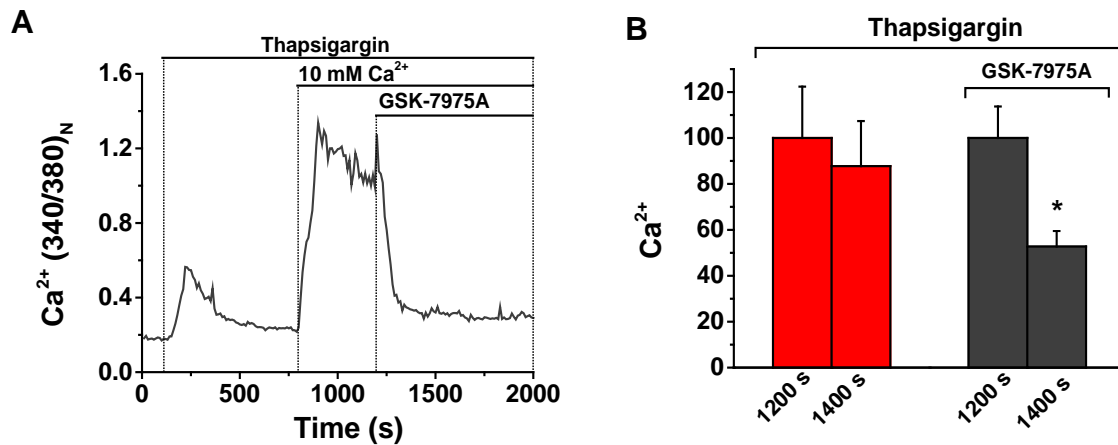 A
Thapsigargin
10 mM Ca²⁺
GSK-7975A
1.6
1.2
0.8
0.4
0.0
Ca²⁺ (340/380)N
0 500 1000 1500 2000
Time (s)
B
Thapsigargin
GSK-7975A
120
100
80
60
40
20
0
Ca²⁺
*
1200 s 1400 s 1200 s 1400 s